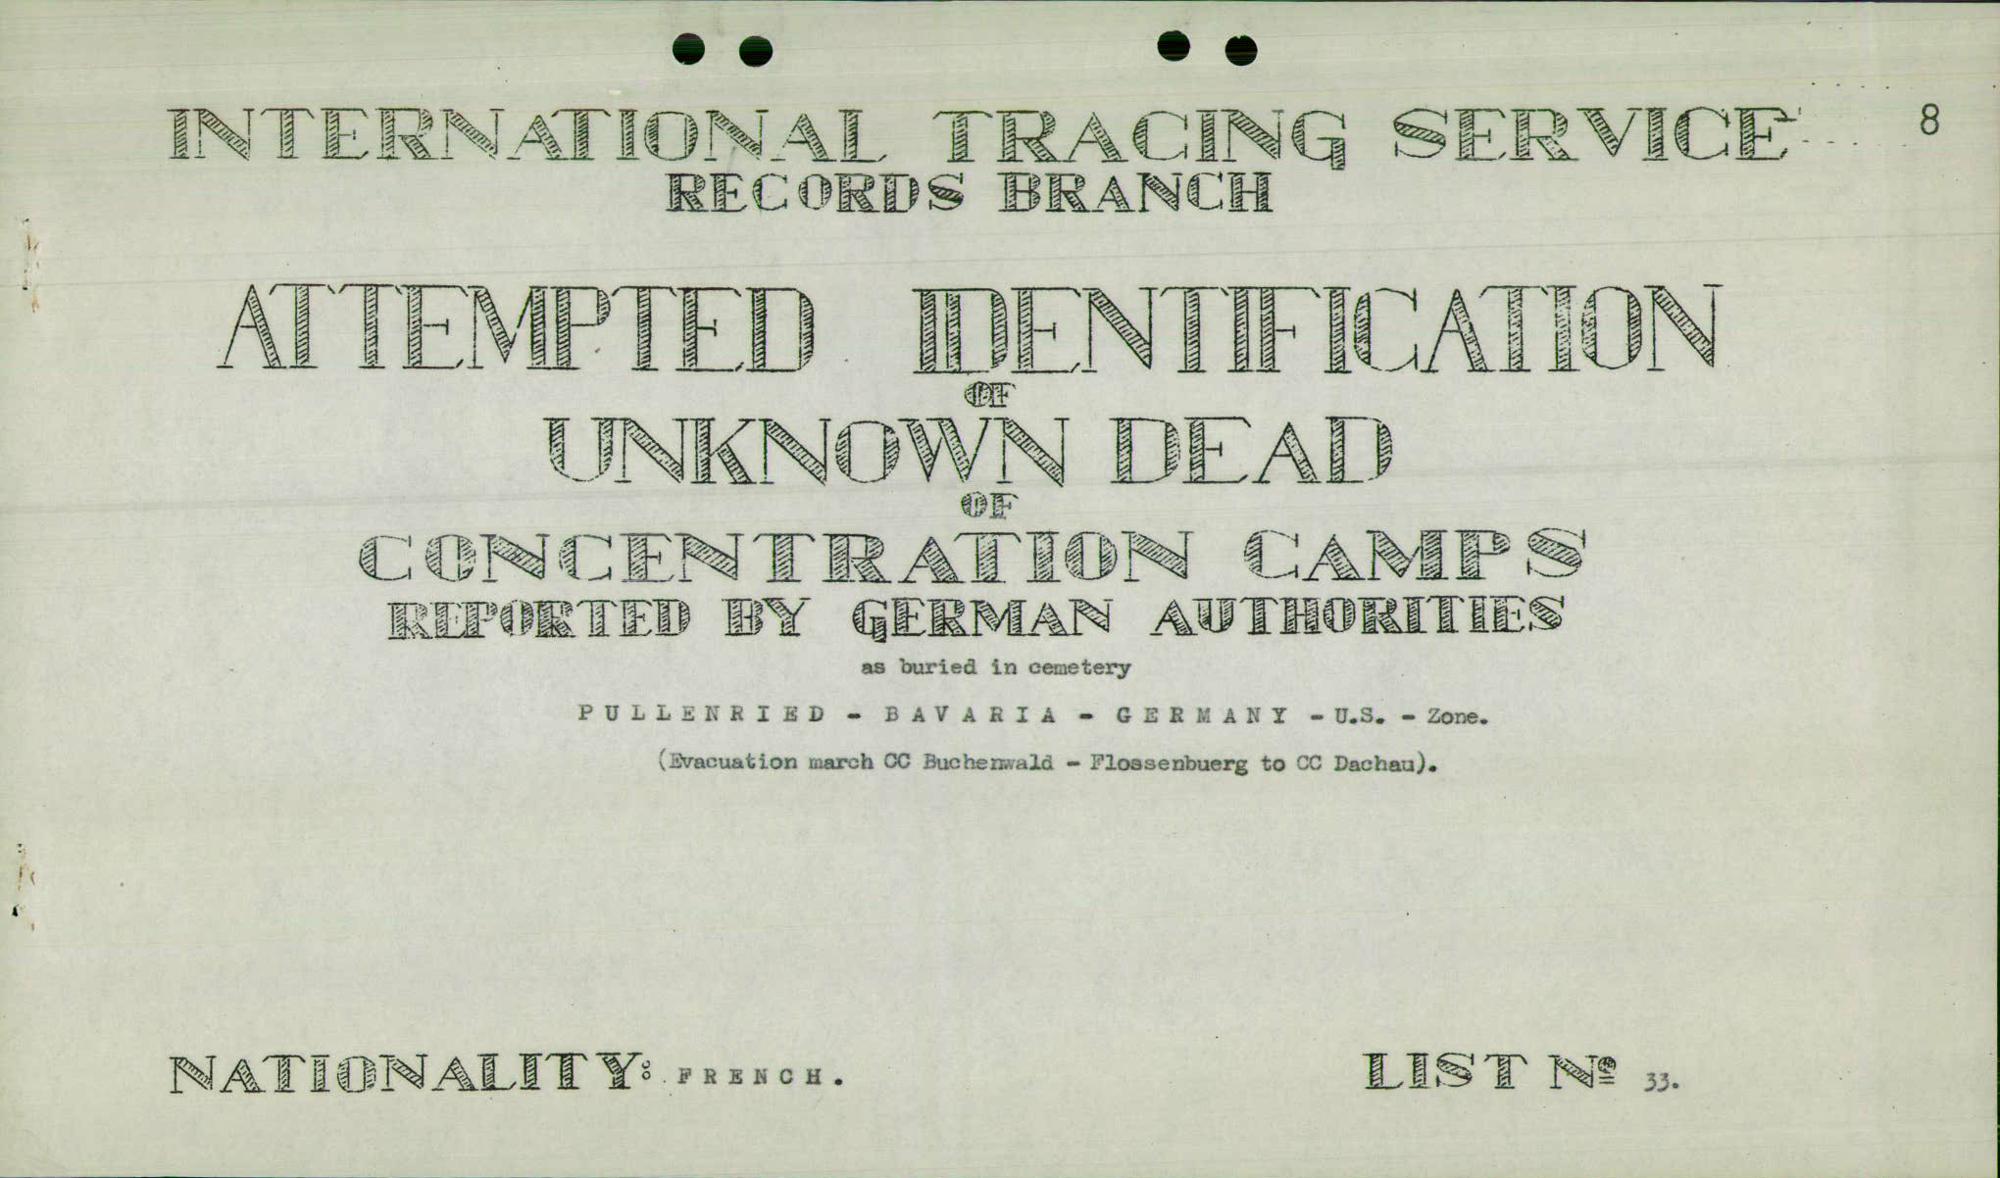 8
INTERNATIONAL TRACING SERVICE
RECORDS BRANCH
ATTEMPTED IDENTIFICATION
OF
UNKNOWN DEAD
OF
CONCENTRATION CAMPS
REPORTED BY GERMAN AUTHORITIES
as buried in cemetery
PULLENRIED - BAVARIA - GERMANY - U.S. - Zone.
(Evacuation march CC Buchenwald - Flossenbuerg to CC Dachau).
NATIONALITY: FRENCH.
LIST Nº 33.